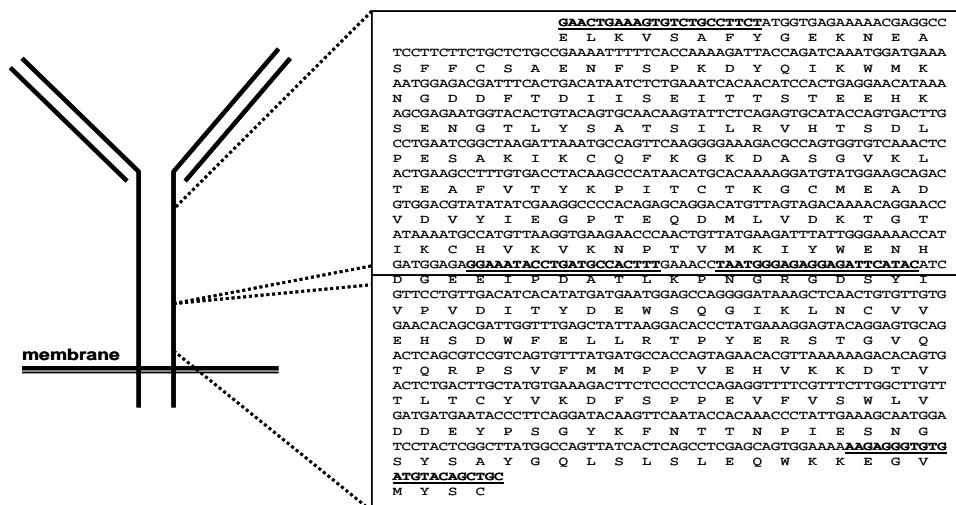 GAACTGAAAGTGTCTGCCTTCTATGGTGAGAAAAACGAGGCC
E L K V S A F Y G E K N E A
TCCTTCTTCTGCTCTGCCGAAAATTTTTCACCAAAAGATTACCAGATCAAATGGATGAAA
S F F C S A E N F S P K D Y Q I K W M K
AATGGAGACGATTTCACTGACATAATCTCTGAAATCACAACATCCACTGAGGAACATAAA
N G D D F T D I I S E I T T S T E E H K
AGCGAGAATGGTACACTGTACAGTGCAACAAGTATTCTCAGAGTGCATACCAGTGACTTG
S E N G T L Y S A T S I L R V H T S D L
CCTGAATCGGCTAAGATTAAATGCCAGTTCAAGGGGAAAGACGCCAGTGGTGTCAAACTC
P E S A K I K C Q F K G K D A S G V K L
ACTGAAGCCTTTGTGACCTACAAGCCCATAACATGCACAAAAGGATGTATGGAAGCAGAC
T E A F V T Y K P I T C T K G C M E A D
GTGGACGTATATATCGAAGGCCCCACAGAGCAGGACATGTTAGTAGACAAAACAGGAACC
V D V Y I E G P T E Q D M L V D K T G T
ATAAAATGCCATGTTAAGGTGAAGAACCCAACTGTTATGAAGATTTATTGGGAAAACCAT
I K C H V K V K N P T V M K I Y W E N H
GATGGAGAGGAAATACCTGATGCCACTTTGAAACCTAATGGGAGAGGAGATTCATACATC
D G E E I P D A T L K P N G R G D S Y I
GTTCCTGTTGACATCACATATGATGAATGGAGCCAGGGGATAAAGCTCAACTGTGTTGTG
V P V D I T Y D E W S Q G I K L N C V V
GAACACAGCGATTGGTTTGAGCTATTAAGGACACCCTATGAAAGGAGTACAGGAGTGCAG
E H S D W F E L L R T P Y E R S T G V Q
membrane
ACTCAGCGTCCGTCAGTGTTTATGATGCCACCAGTAGAACACGTTAAAAAAGACACAGTG
T Q R P S V F M M P P V E H V K K D T V
ACTCTGACTTGCTATGTGAAAGACTTCTCCCCTCCAGAGGTTTTCGTTTCTTGGCTTGTT
T L T C Y V K D F S P P E V F V S W L V
GATGATGAATACCCTTCAGGATACAAGTTCAATACCACAAACCCTATTGAAAGCAATGGA
D D E Y P S G Y K F N T T N P I E S N G
TCCTACTCGGCTTATGGCCAGTTATCACTCAGCCTCGAGCAGTGGAAAAAAGAGGGTGTG
S Y S A Y G Q L S L S L E Q W K K E G V
ATGTACAGCTGC
M Y S C